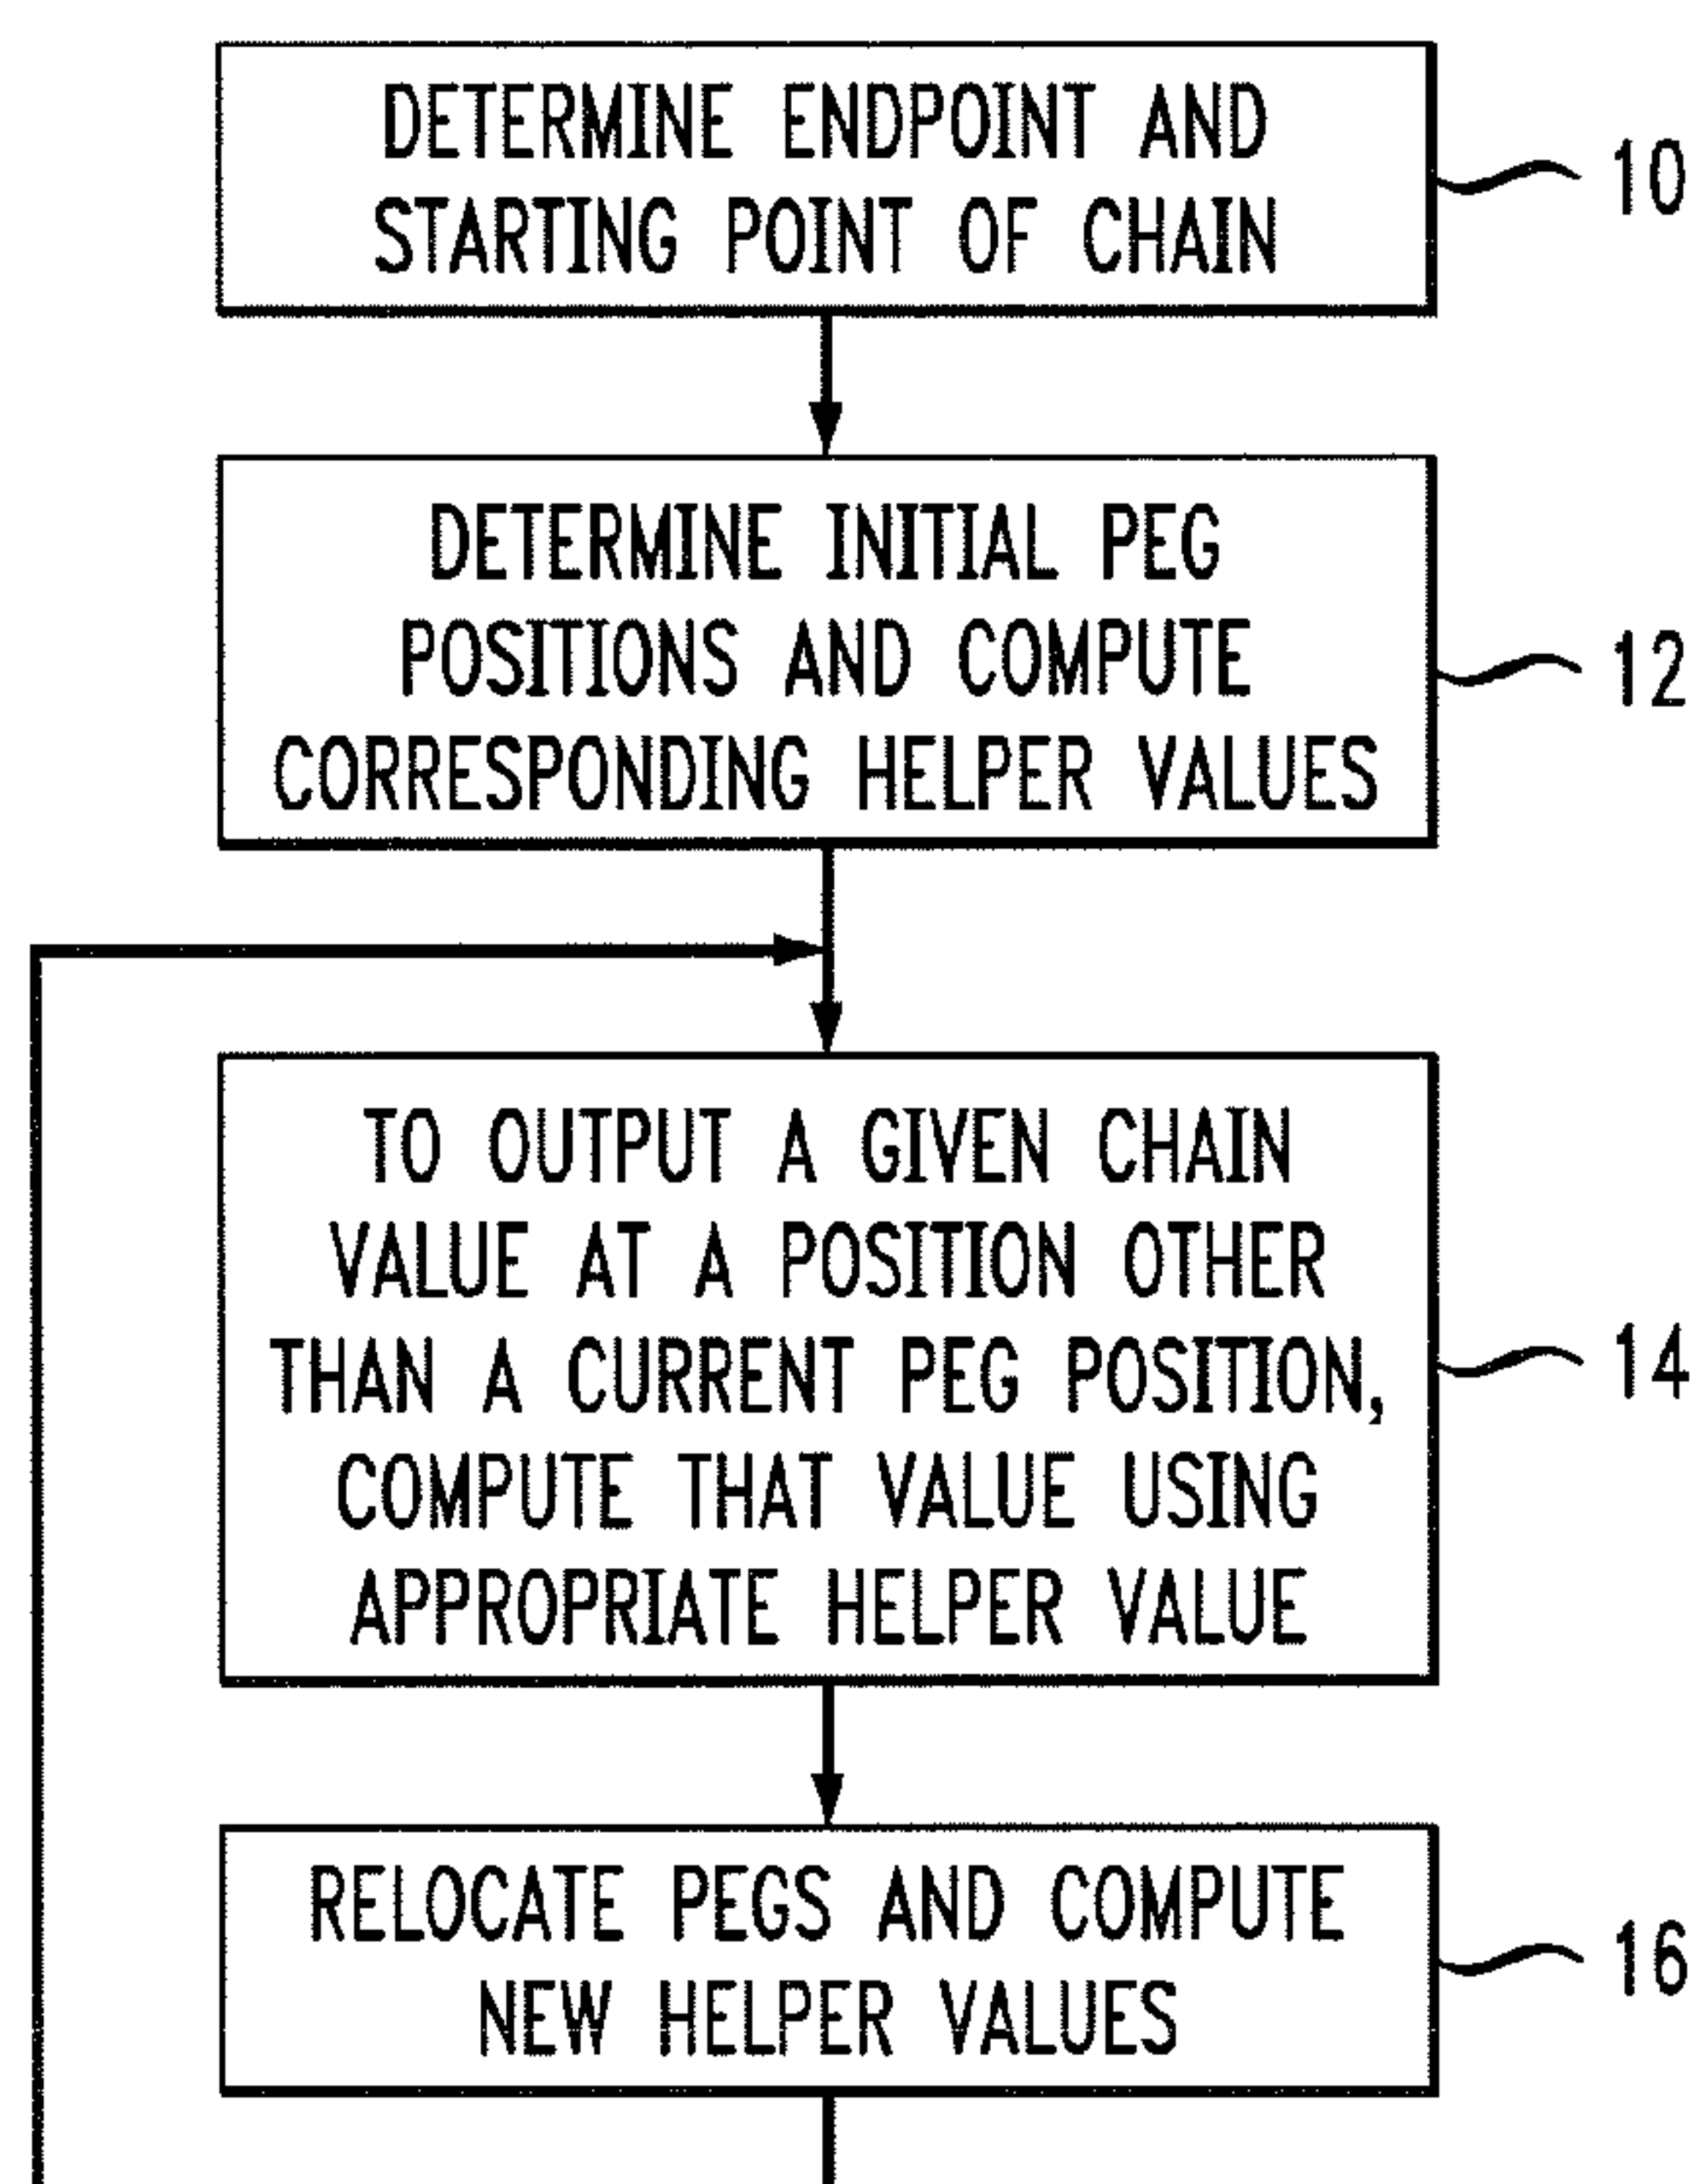 DETERMINE ENDPOINT AND
STARTING POINT OF CHAIN
10
DETERMINE INITIAL PEG
POSITIONS AND COMPUTE
CORRESPONDING HELPER VALUES
12
TO OUTPUT A GIVEN CHAIN
VALUE AT A POSITION OTHER
THAN A CURRENT PEG POSITION,
COMPUTE THAT VALUE USING
APPROPRIATE HELPER VALUE
14
RELOCATE PEGS AND COMPUTE
NEW HELPER VALUES
16